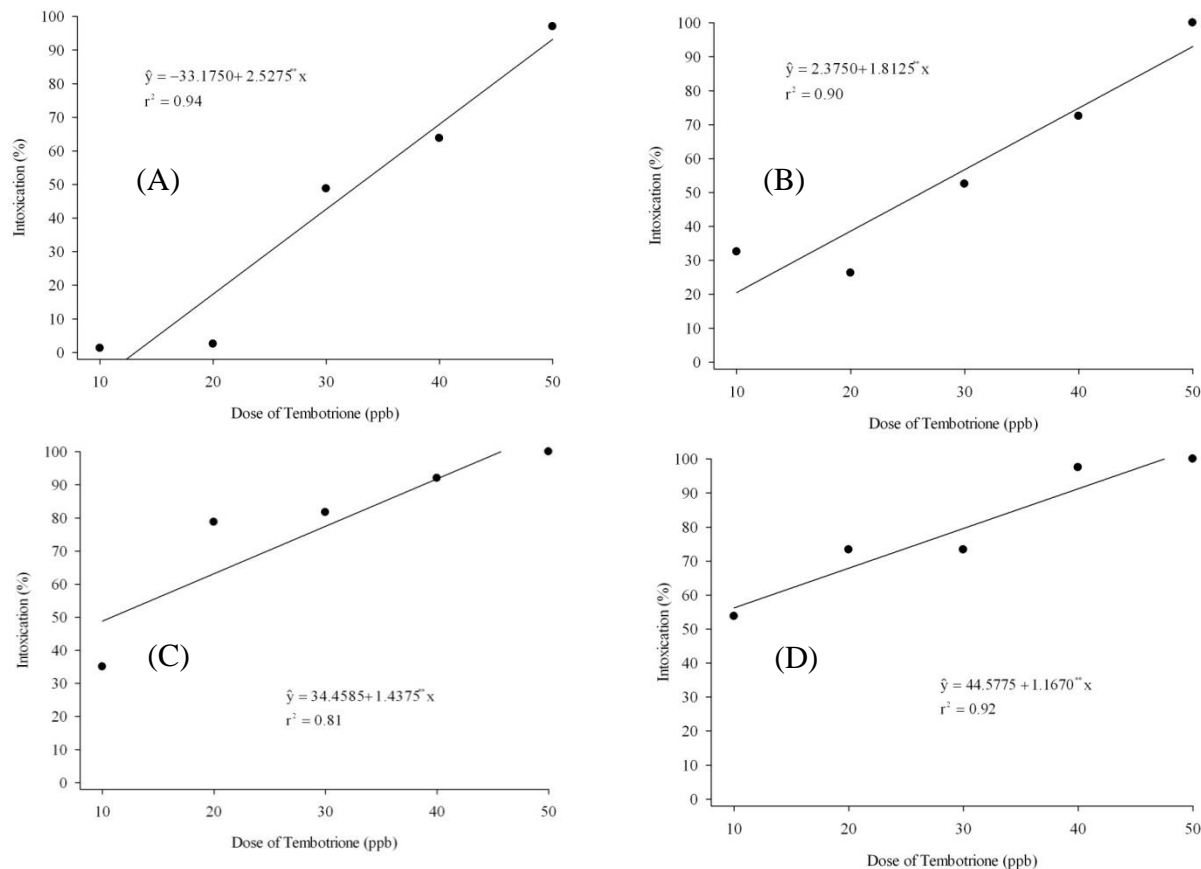 100
90
80
70
60
50
40
30
20
10
0
Intoxication (%)
ŷ = −33.1750+ 2.5275** x
r² = 0.94
(A)
10 20 30 40 50
Dose of Tembotrione (ppb)
100
90
80
70
60
50
40
30
20
10
0
Intoxication (%)
ŷ = 2.3750+1.8125** x
r² = 0.90
(B)
10 20 30 40 50
Dose of Tembotrione (ppb)
100
90
80
70
60
50
40
30
20
10
0
Intoxication (%)
(C)
ŷ = 34.4585+1.4375** x
r² = 0.81
10 20 30 40 50
Dose of Tembotrione (ppb)
100
90
80
70
60
50
40
30
20
10
0
Intoxication (%)
(D)
ŷ = 44.5775 +1.1670** x
r² = 0.92
10 20 30 40 50
Dose of Tembotrione (ppb)